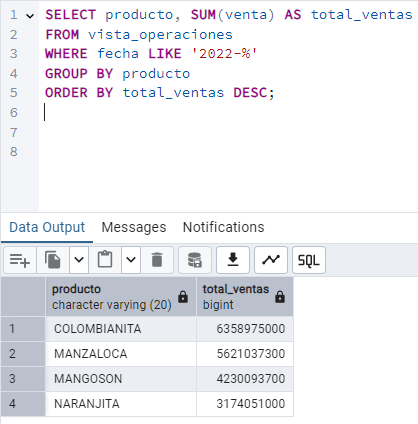 1 SELECT producto, SUM(venta) AS total_ventas
2 FROM vista_operaciones
3 WHERE fecha LIKE '2022-%'
4 GROUP BY producto
5 ORDER BY total_ventas DESC;
6
7
8
Data Output Messages Notifications
SQL
producto total_ventas
character varying (20) bigint
1 COLOMBIANITA 6358975000
2 MANZALOCA 5621037300
3 MANGOSON 4230093700
4 NARANJITA 3174051000